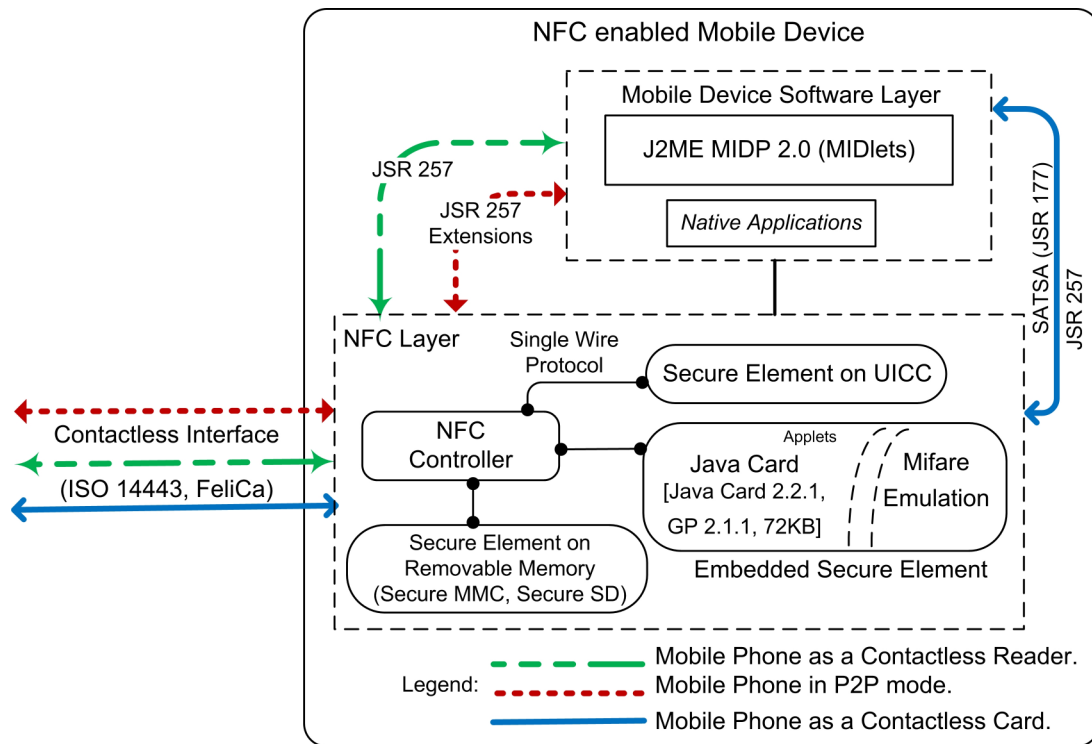 NFC enabled Mobile Device
Mobile Device Software Layer
J2ME MIDP 2.0 (MIDlets)
Native Applications
JSR 257
JSR 257
Extensions
SATSA (JSR 177)
JSR 257
NFC Layer
Single Wire
Protocol
Secure Element on UICC
NFC
Controller
Applets
Java Card
[Java Card 2.2.1,
GP 2.1.1, 72KB]
Mifare
Emulation
Embedded Secure Element
Secure Element on
Removable Memory
(Secure MMC, Secure SD)
Contactless Interface
(ISO 14443, FeliCa)
Legend:
Mobile Phone as a Contactless Reader.
Mobile Phone in P2P mode.
Mobile Phone as a Contactless Card.